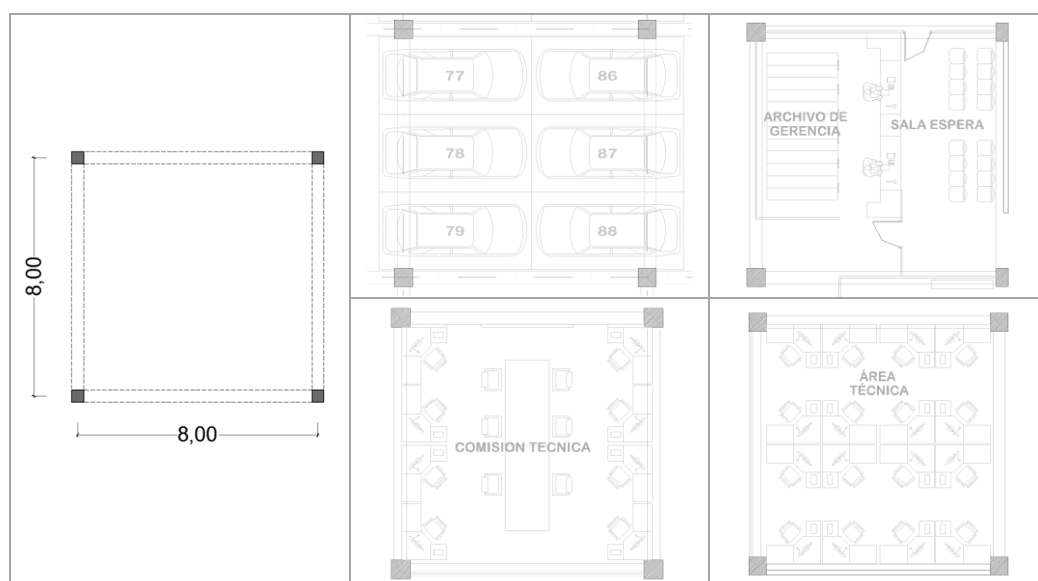 8,00
8,00
77
86
78
87
79
88
ARCHIVO DE
GERENCIA
SALA ESPERA
COMISION TECNICA
ÁREA
TÉCNICA